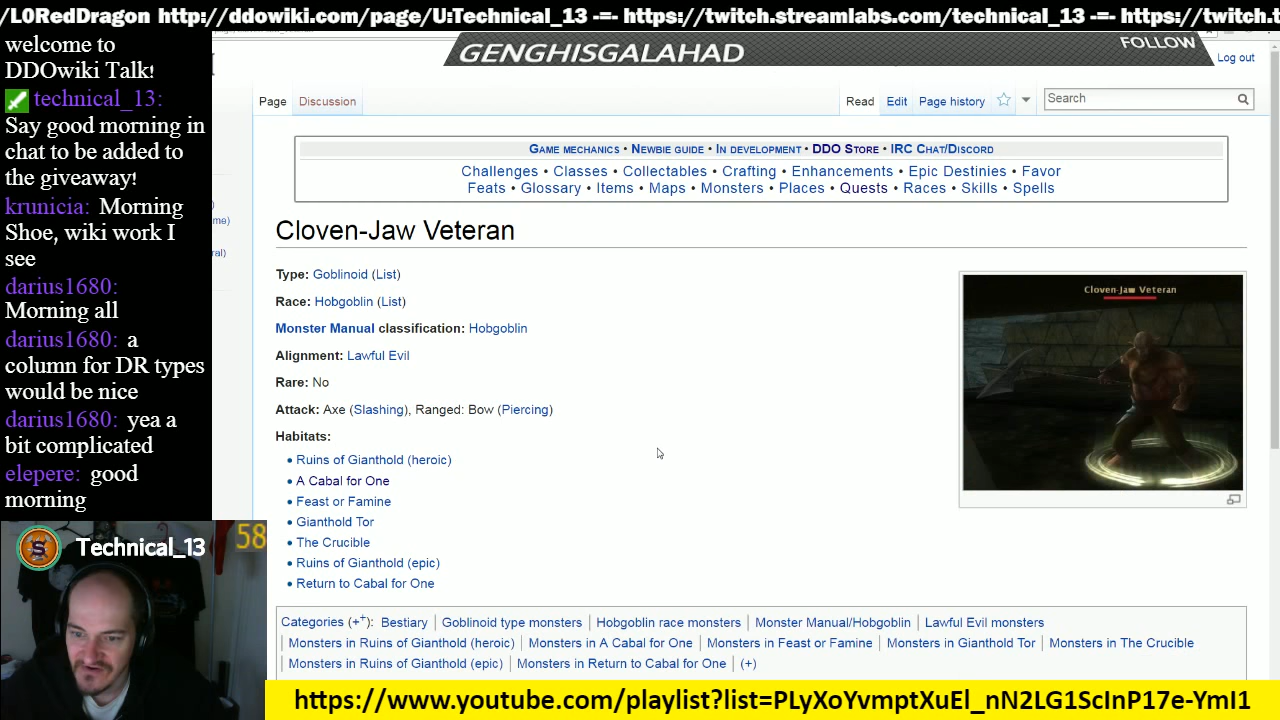 /L0RedDragon http://ddowiki.com/page/U:Technical_13 -=- https://twitch.streamlabs.com/technical_13 -=- https://twitch.t
welcome to
DDOwiki Talk!
technical_13:
Say good morning in
chat to be added to
the giveaway!
krunicia: Morning
Shoe, wiki work I
see
darius1680:
Morning all
darius1680: a
column for DR types
would be nice
darius1680: yea a
bit complicated
elepere: good
morning
Technical_13
58
GENGHISGALAHAD
FOLLOW
Log out
me)
ral)
Page Discussion Read Edit Page history Search
GAME MECHANICS • NEWBIE GUIDE • IN DEVELOPMENT • DDO STORE • IRC CHAT/DISCORD
Challenges • Classes • Collectables • Crafting • Enhancements • Epic Destinies • Favor
Feats • Glossary • Items • Maps • Monsters • Places • Quests • Races • Skills • Spells
Cloven-Jaw Veteran
Type: Goblinoid (List)
Race: Hobgoblin (List)
Monster Manual classification: Hobgoblin
Alignment: Lawful Evil
Rare: No
Attack: Axe (Slashing), Ranged: Bow (Piercing)
Habitats:
• Ruins of Gianthold (heroic)
• A Cabal for One
• Feast or Famine
• Gianthold Tor
• The Crucible
• Ruins of Gianthold (epic)
• Return to Cabal for One
Cloven-Jaw Veteran
Categories (+⁺): Bestiary | Goblinoid type monsters | Hobgoblin race monsters | Monster Manual/Hobgoblin | Lawful Evil monsters
| Monsters in Ruins of Gianthold (heroic) | Monsters in A Cabal for One | Monsters in Feast or Famine | Monsters in Gianthold Tor | Monsters in The Crucible
| Monsters in Ruins of Gianthold (epic) | Monsters in Return to Cabal for One | (+)
https://www.youtube.com/playlist?list=PLyXoYvmptXuEl_nN2LG1ScInP17e-YmI1